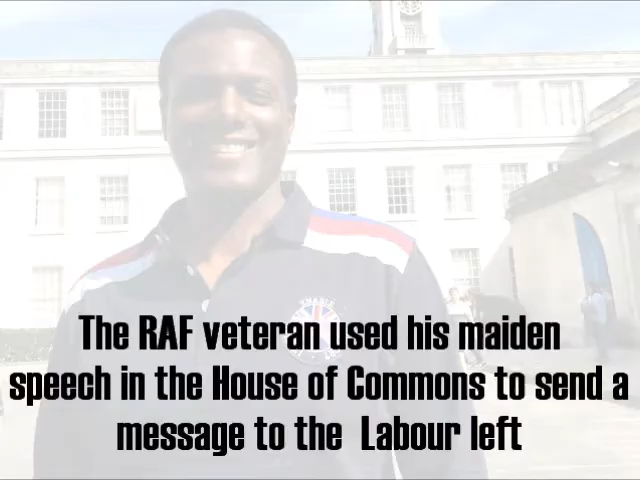 The RAF veteran used his maiden
speech in the House of Commons to send a
message to the Labour left